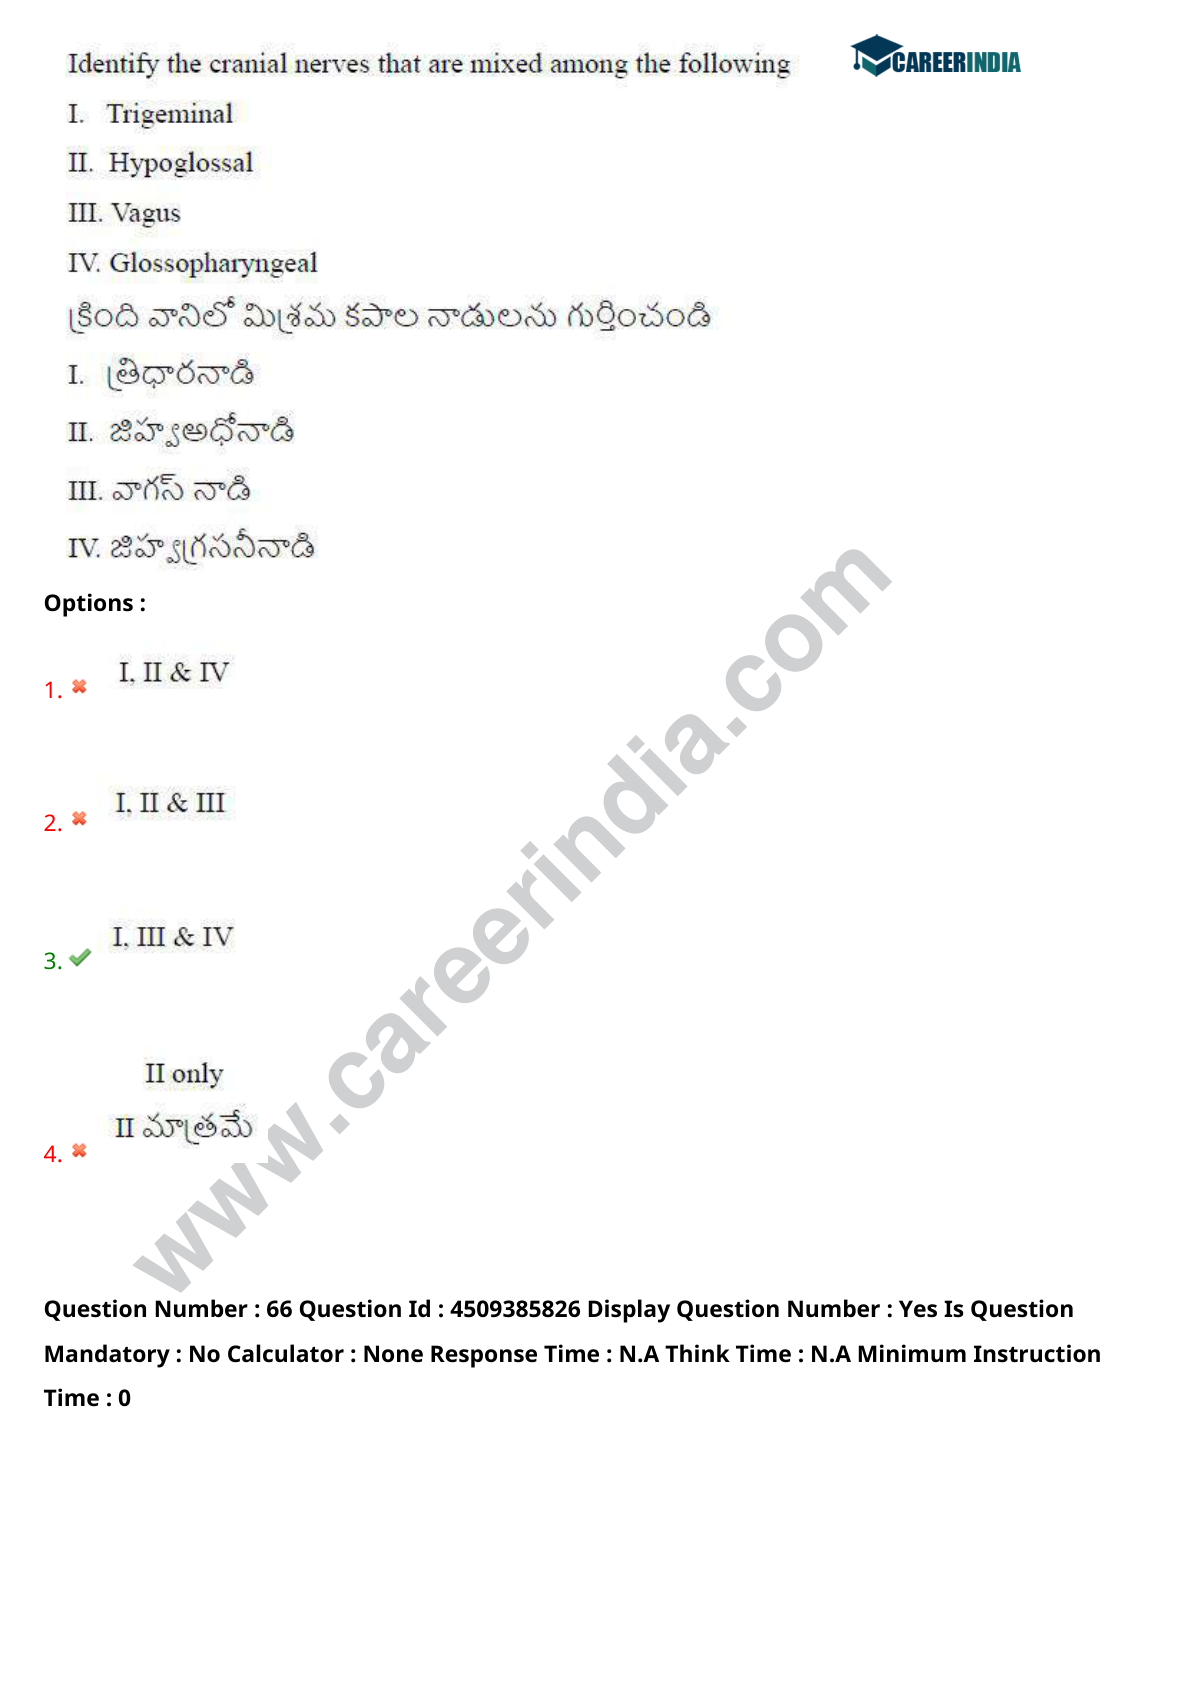 Identify the cranial nerves that are mixed among the following
CAREERINDIA
I. Trigeminal
II. Hypoglossal
III. Vagus
IV. Glossopharyngeal
క్రింది వానిలో మిశ్రమ కపాల నాడులను గుర్తించండి
I. త్రిధారనాడి
II. జిహ్వఅధోనాడి
III. వాగస్ నాడి
IV. జిహ్వగ్రసనీనాడి
Options :
1. I, II & IV
2. I, II & III
3. I, III & IV
II only
4. II మాత్రమే
www.careerindia.com
Question Number : 66 Question Id : 4509385826 Display Question Number : Yes Is Question
Mandatory : No Calculator : None Response Time : N.A Think Time : N.A Minimum Instruction
Time : 0